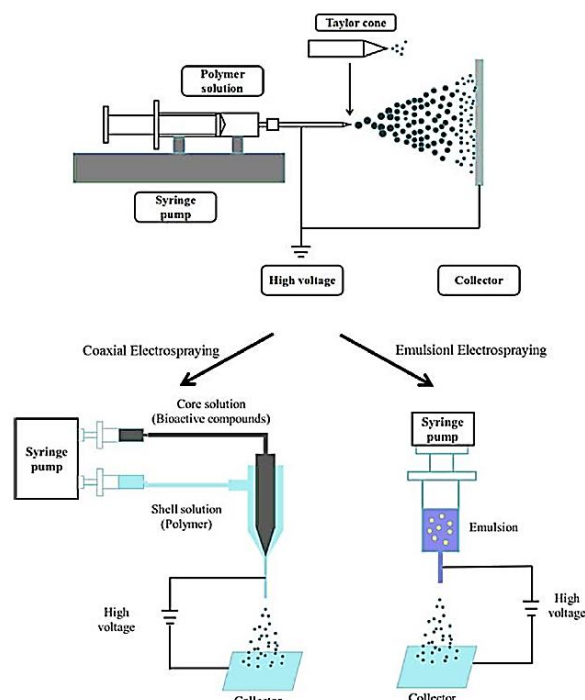 Taylor cone
Polymer
solution
Syringe
pump
High voltage
Collector
Coaxial Electrospraying
Emulsionl Electrospraying
Core solution
(Bioactive compounds)
Syringe
pump
Shell solution
(Polymer)
High
voltage
Collector
Syringe
pump
Emulsion
High
voltage
Collector